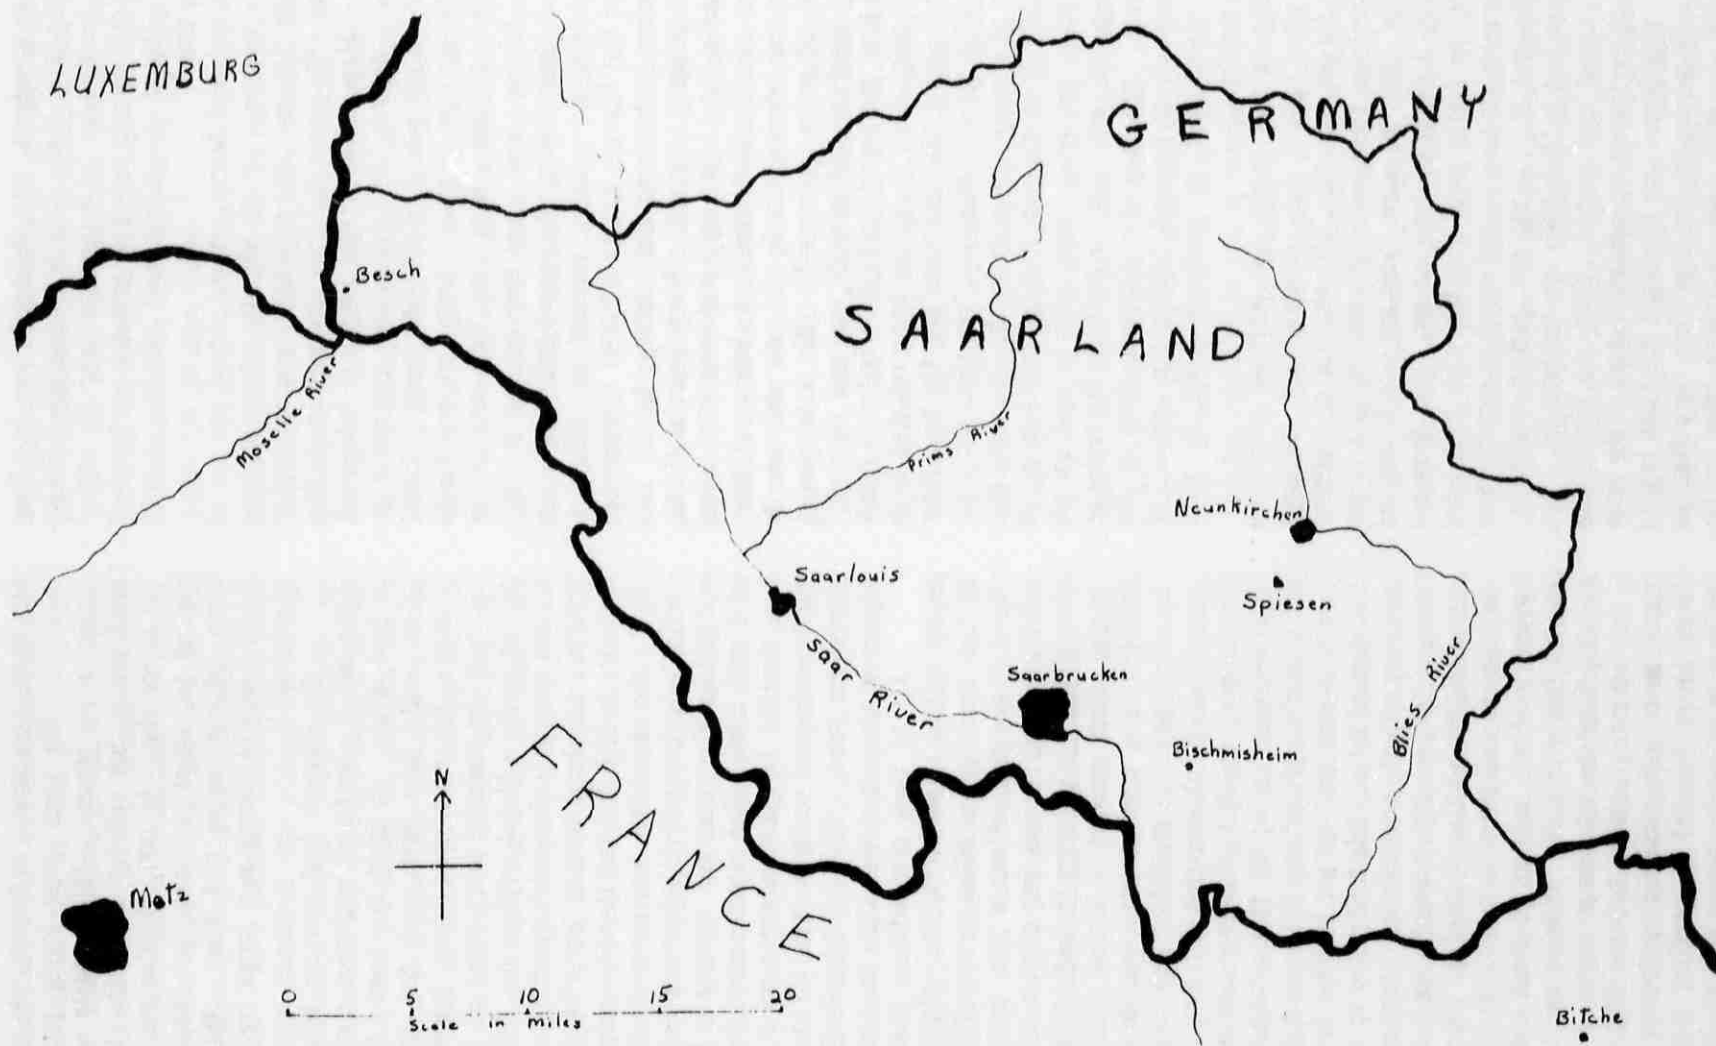 LUXEMBURG
GERMANY
Besch
SAARLAND
Moselle River
Prims River
Neunkirchen
Saarlouis
Spiesen
Saar River
Saarbrucken
Blies River
Bischmisheim
FRANCE
N
Metz
0 5 10 15 20
Scale in Miles
Bitche